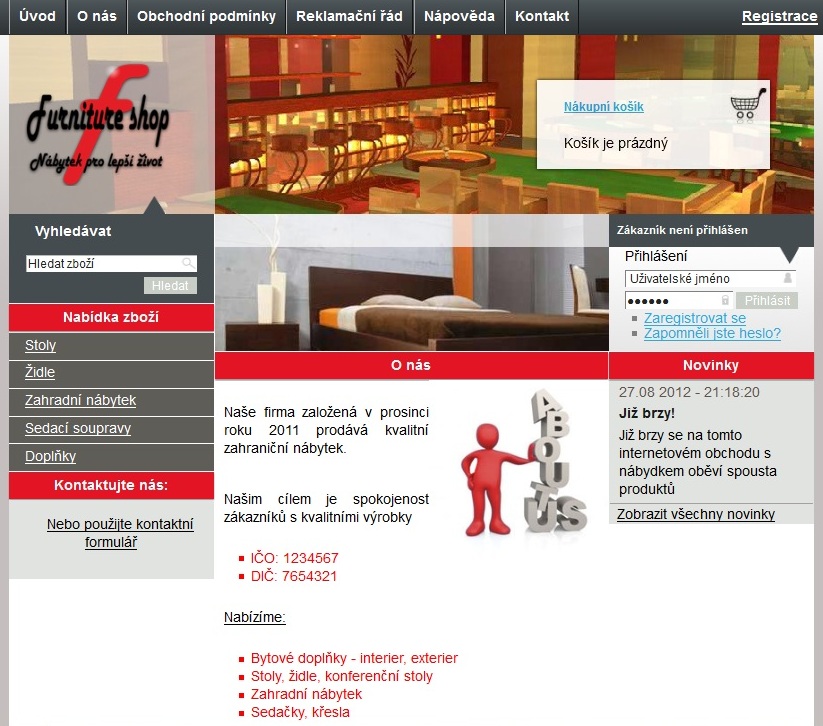 Úvod
O nás
Obchodní podmínky
Reklamační řád
Nápověda
Kontakt
Registrace
Furniture shop
Nábytek pro lepší život
Nákupní košík
Košík je prázdný
Vyhledávat
Hledat zboží
Hledat
Nabídka zboží
Stoly
Židle
Zahradní nábytek
Sedací soupravy
Doplňky
Kontaktujte nás:
Nebo použijte kontaktní
formulář
O nás
Naše firma založená v prosinci
roku 2011 prodává kvalitní
zahraniční nábytek.
Našim cílem je spokojenost
zákazníků s kvalitními výrobky
IČO: 1234567
DIČ: 7654321
Nabízíme:
Bytové doplňky - interier, exterier
Stoly, židle, konferenční stoly
Zahradní nábytek
Sedačky, křesla
ABOUT US
Zákazník není přihlášen
Přihlášení
Uživatelské jméno
●●●●●●
Přihlásit
Zaregistrovat se
Zapomněli jste heslo?
Novinky
27.08 2012 - 21:18:20
Již brzy!
Již brzy se na tomto
internetovém obchodu s
nábydkem oběví spousta
produktů
Zobrazit všechny novinky